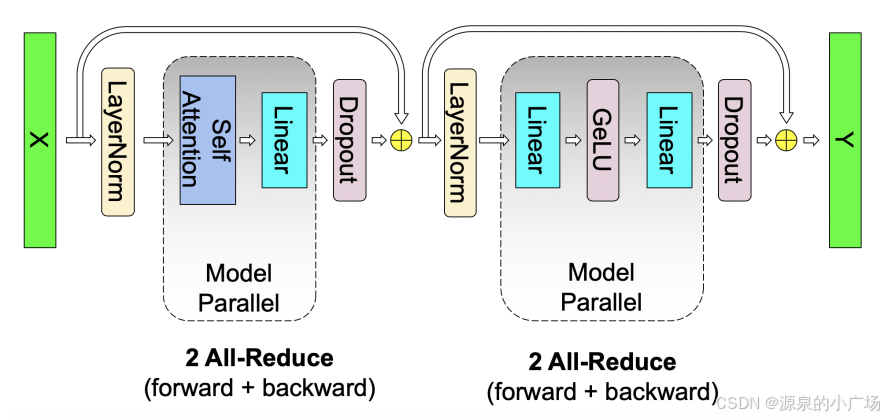 X
LayerNorm
Self
Attention
Linear
Dropout
LayerNorm
Linear
GeLU
Linear
Dropout
Y
Model
Parallel
Model
Parallel
2 All-Reduce
(forward + backward)
2 All-Reduce
(forward + backward)
CSDN @源泉的小广场